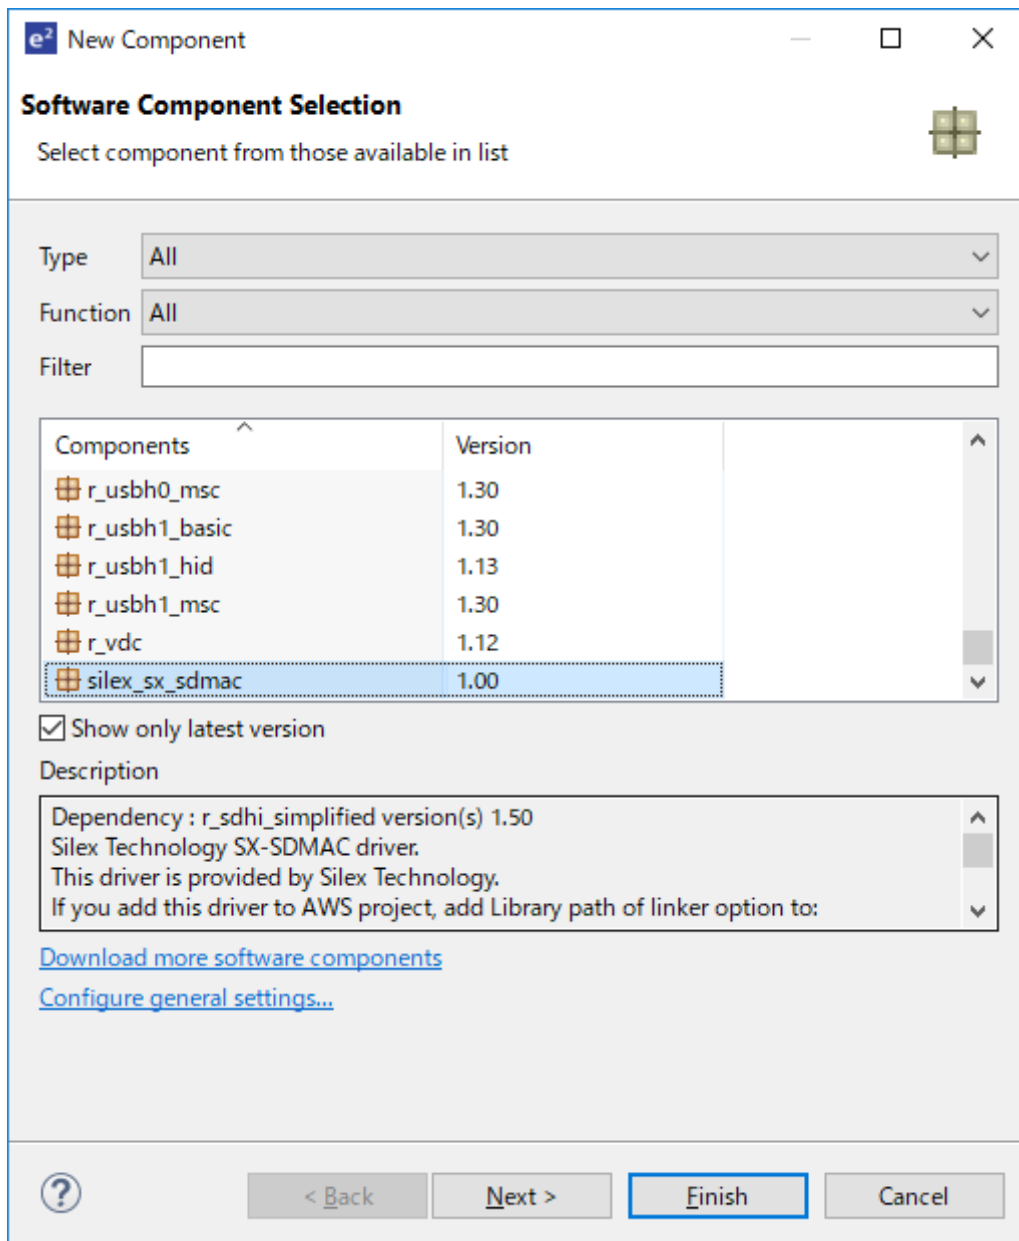 e² New Component
Software Component Selection
Select component from those available in list
Type All
Function All
Filter
Components Version
r_usbh0_msc 1.30
r_usbh1_basic 1.30
r_usbh1_hid 1.13
r_usbh1_msc 1.30
r_vdc 1.12
silex_sx_sdmac 1.00
Show only latest version
Description
Dependency : r_sdhi_simplified version(s) 1.50
Silex Technology SX-SDMAC driver.
This driver is provided by Silex Technology.
If you add this driver to AWS project, add Library path of linker option to:
Download more software components
Configure general settings...
? < Back Next > Finish Cancel